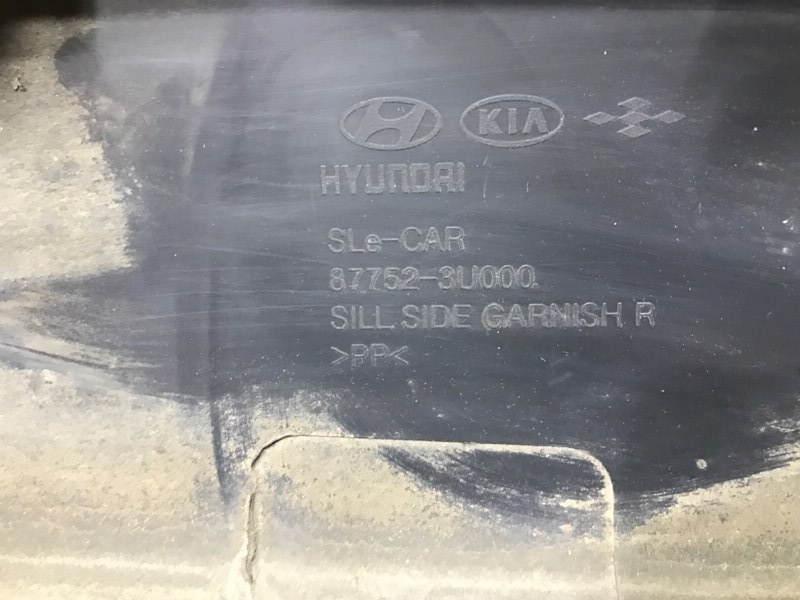 KIA
HYUNDAI
SLe-CAR
87752-3U000
SILL SIDE GARNISH R
>PP<